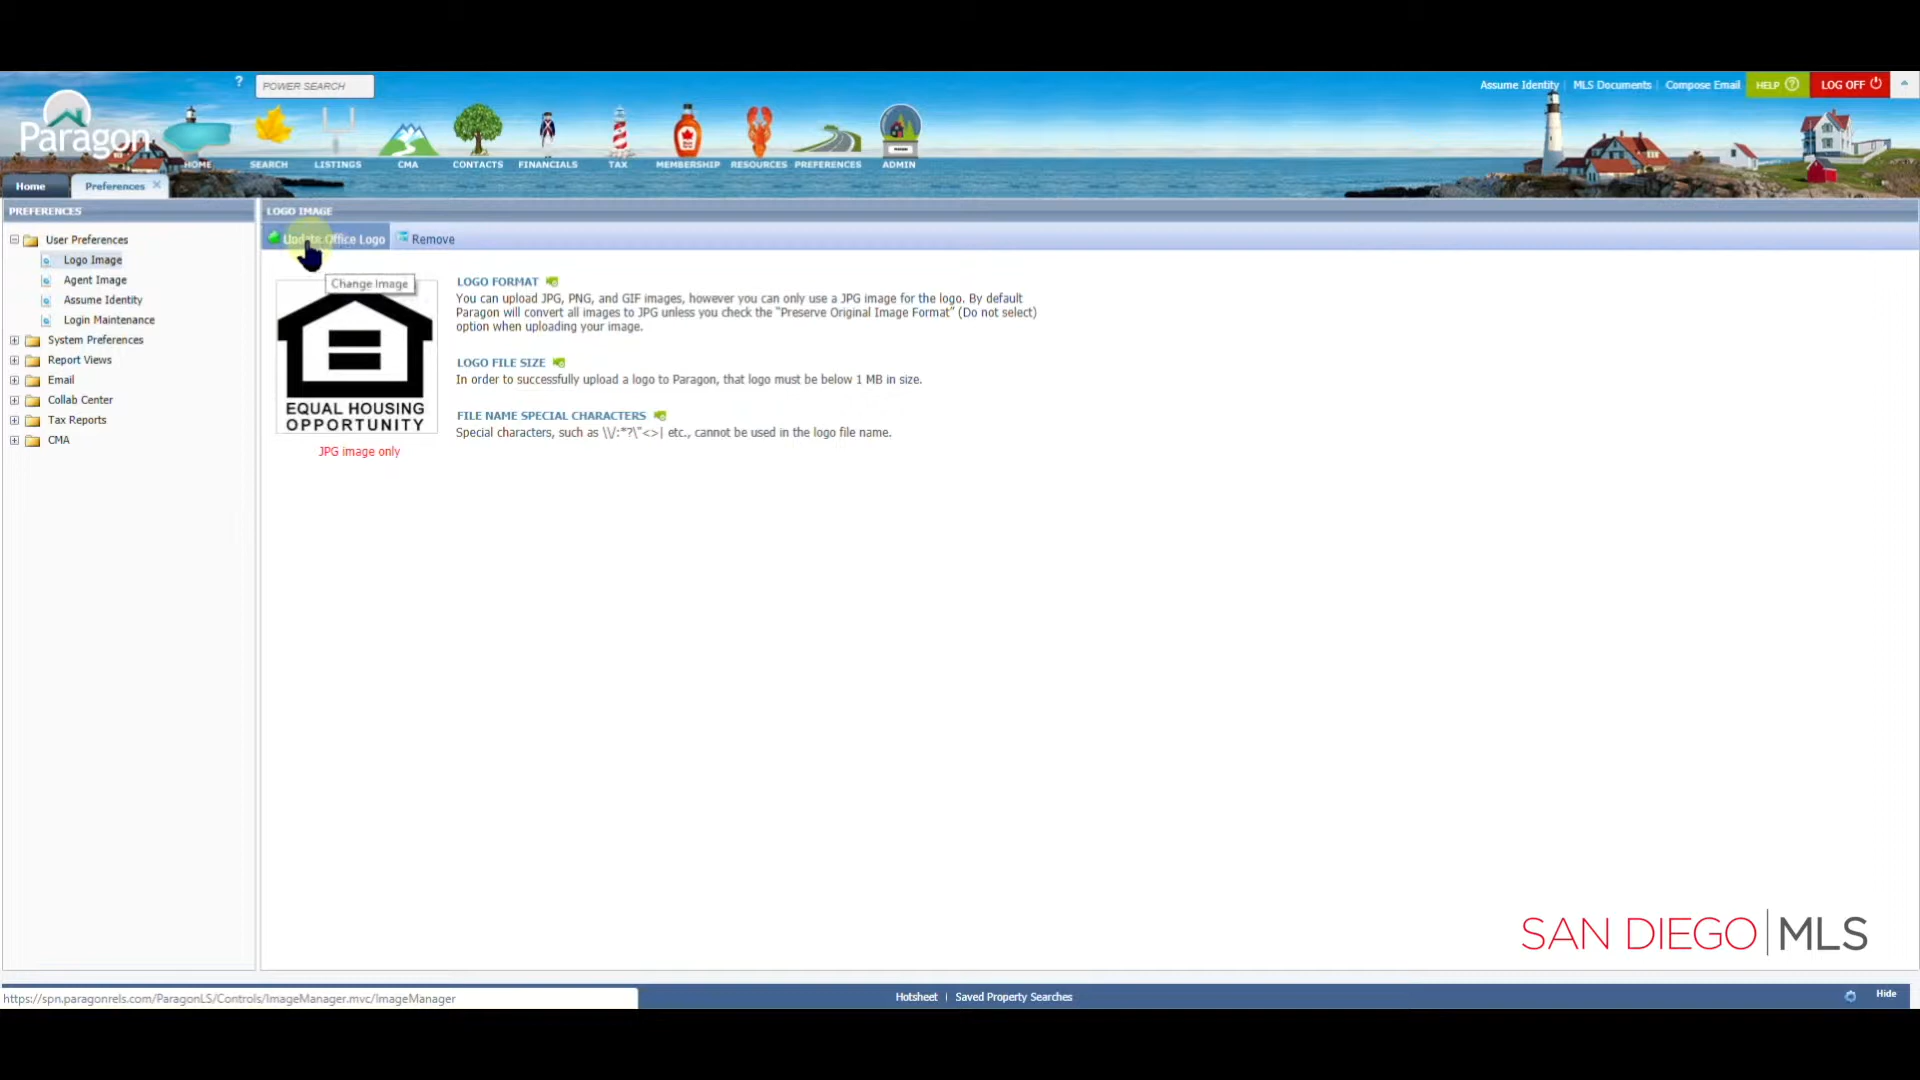 ?
POWER SEARCH
Assume Identity | MLS Documents | Compose Email
HELP ?
LOG OFF
Paragon
HOME
SEARCH
LISTINGS
CMA
CONTACTS
FINANCIALS
TAX
MEMBERSHIP
RESOURCES
PREFERENCES
ADMIN
Home
Preferences
PREFERENCES
User Preferences
Logo Image
Agent Image
Assume Identity
Login Maintenance
System Preferences
Report Views
Email
Collab Center
Tax Reports
CMA
LOGO IMAGE
Update Office Logo
Remove
Change Image
EQUAL HOUSING
OPPORTUNITY
JPG image only
LOGO FORMAT
You can upload JPG, PNG, and GIF images, however you can only use a JPG image for the logo. By default
Paragon will convert all images to JPG unless you check the "Preserve Original Image Format" (Do not select)
option when uploading your image.
LOGO FILE SIZE
In order to successfully upload a logo to Paragon, that logo must be below 1 MB in size.
FILE NAME SPECIAL CHARACTERS
Special characters, such as \\/:*?\"<>| etc., cannot be used in the logo file name.
SAN DIEGO | MLS
https://spn.paragonrels.com/ParagonLS/Controls/ImageManager.mvc/ImageManager
Hotsheet | Saved Property Searches
Hide